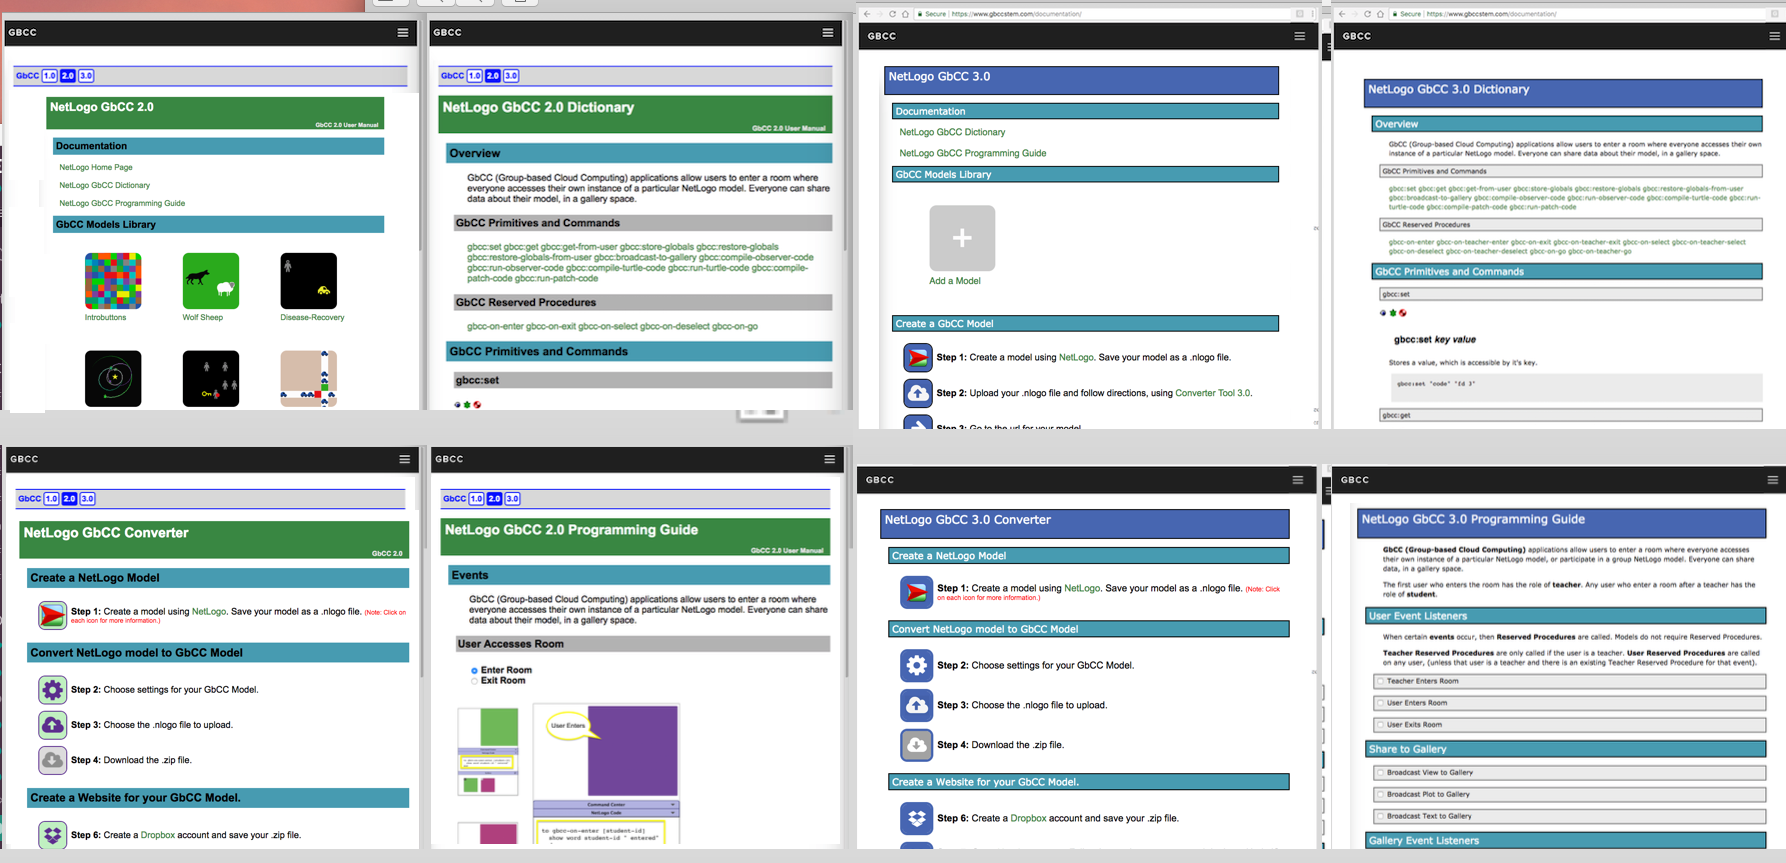 GBCC
GbCC 1.0 2.0 3.0
NetLogo GbCC 2.0
GbCC 2.0 User Manual
Documentation
NetLogo Home Page
NetLogo GbCC Dictionary
NetLogo GbCC Programming Guide
GbCC Models Library
Introbuttons
Wolf Sheep
Disease-Recovery
GBCC
GbCC 1.0 2.0 3.0
NetLogo GbCC 2.0 Dictionary
GbCC 2.0 User Manual
Overview
GbCC (Group-based Cloud Computing) applications allow users to enter a room where
everyone accesses their own instance of a particular NetLogo model. Everyone can share
data about their model, in a gallery space.
GbCC Primitives and Commands
gbcc:set gbcc:get gbcc:get-from-user gbcc:store-globals gbcc:restore-globals
gbcc:restore-globals-from-user gbcc:broadcast-to-gallery gbcc:compile-observer-code
gbcc:run-observer-code gbcc:compile-turtle-code gbcc:run-turtle-code gbcc:compile-
patch-code gbcc:run-patch-code
GbCC Reserved Procedures
gbcc-on-enter gbcc-on-exit gbcc-on-select gbcc-on-deselect gbcc-on-go
GbCC Primitives and Commands
gbcc:set
Secure | https://www.gbccstem.com/documentation/
GBCC
NetLogo GbCC 3.0
Documentation
NetLogo GbCC Dictionary
NetLogo GbCC Programming Guide
GbCC Models Library
Add a Model
Create a GbCC Model
Step 1: Create a model using NetLogo. Save your model as a .nlogo file.
Step 2: Upload your .nlogo file and follow directions, using Converter Tool 3.0.
Step 3: Go to the url for your model
Secure | https://www.gbccstem.com/documentation/
GBCC
NetLogo GbCC 3.0 Dictionary
Overview
GbCC (Group-based Cloud Computing) applications allow users to enter a room where everyone accesses their own
instance of a particular NetLogo model. Everyone can share data about their model, in a gallery space.
GbCC Primitives and Commands
gbcc:set gbcc:get gbcc:get-from-user gbcc:store-globals gbcc:restore-globals gbcc:restore-globals-from-user
gbcc:broadcast-to-gallery gbcc:compile-observer-code gbcc:run-observer-code gbcc:compile-turtle-code gbcc:run-
turtle-code gbcc:compile-patch-code gbcc:run-patch-code
GbCC Reserved Procedures
gbcc-on-enter gbcc-on-teacher-enter gbcc-on-exit gbcc-on-teacher-exit gbcc-on-select gbcc-on-teacher-select
gbcc-on-deselect gbcc-on-teacher-deselect gbcc-on-go gbcc-on-teacher-go
GbCC Primitives and Commands
gbcc:set
gbcc:set key value
Stores a value, which is accessible by it's key.
gbcc:set "code" "fd 3"
gbcc:get
GBCC
GbCC 1.0 2.0 3.0
NetLogo GbCC Converter
GbCC 2.0
Create a NetLogo Model
Step 1: Create a model using NetLogo. Save your model as a .nlogo file. (Note: Click on
each icon for more information.)
Convert NetLogo model to GbCC Model
Step 2: Choose settings for your GbCC Model.
Step 3: Choose the .nlogo file to upload.
Step 4: Download the .zip file.
Create a Website for your GbCC Model.
Step 6: Create a Dropbox account and save your .zip file.
GBCC
GbCC 1.0 2.0 3.0
NetLogo GbCC 2.0 Programming Guide
GbCC 2.0 User Manual
Events
GbCC (Group-based Cloud Computing) applications allow users to enter a room where
everyone accesses their own instance of a particular NetLogo model. Everyone can share
data about their model, in a gallery space.
User Accesses Room
Enter Room
Exit Room
User Enters
Command Center
NetLogo Code
to gbcc-on-enter [student-id]
show word student-id " entered"
GBCC
NetLogo GbCC 3.0 Converter
Create a NetLogo Model
Step 1: Create a model using NetLogo. Save your model as a .nlogo file. (Note: Click
on each icon for more information.)
Convert NetLogo model to GbCC Model
Step 2: Choose settings for your GbCC Model.
Step 3: Choose the .nlogo file to upload.
Step 4: Download the .zip file.
Create a Website for your GbCC Model.
Step 6: Create a Dropbox account and save your .zip file.
GBCC
NetLogo GbCC 3.0 Programming Guide
GbCC (Group-based Cloud Computing) applications allow users to enter a room where everyone accesses
their own instance of a particular NetLogo model, or participate in a group NetLogo model. Everyone can share
data, in a gallery space.
The first user who enters the room has the role of teacher. Any user who enter a room after a teacher has the
role of student.
User Event Listeners
When certain events occur, then Reserved Procedures are called. Models do not require Reserved Procedures.
Teacher Reserved Procedures are only called if the user is a teacher. User Reserved Procedures are called
on any user, (unless that user is a teacher and there is an existing Teacher Reserved Procedure for that event).
Teacher Enters Room
User Enters Room
User Exits Room
Share to Gallery
Broadcast View to Gallery
Broadcast Plot to Gallery
Broadcast Text to Gallery
Gallery Event Listeners